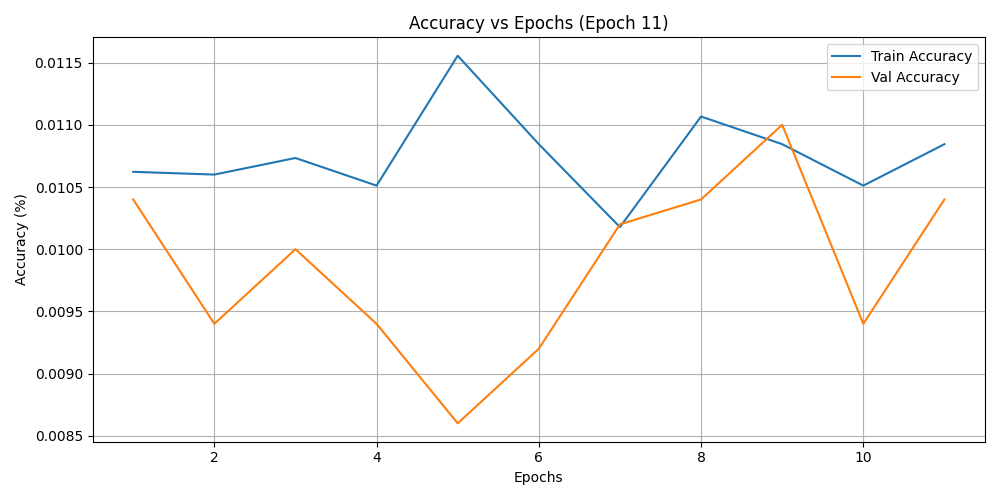 Accuracy vs Epochs (Epoch 11)
Train Accuracy
Val Accuracy
Accuracy (%)
0.0115
0.0110
0.0105
0.0100
0.0095
0.0090
0.0085
2 4 6 8 10
Epochs